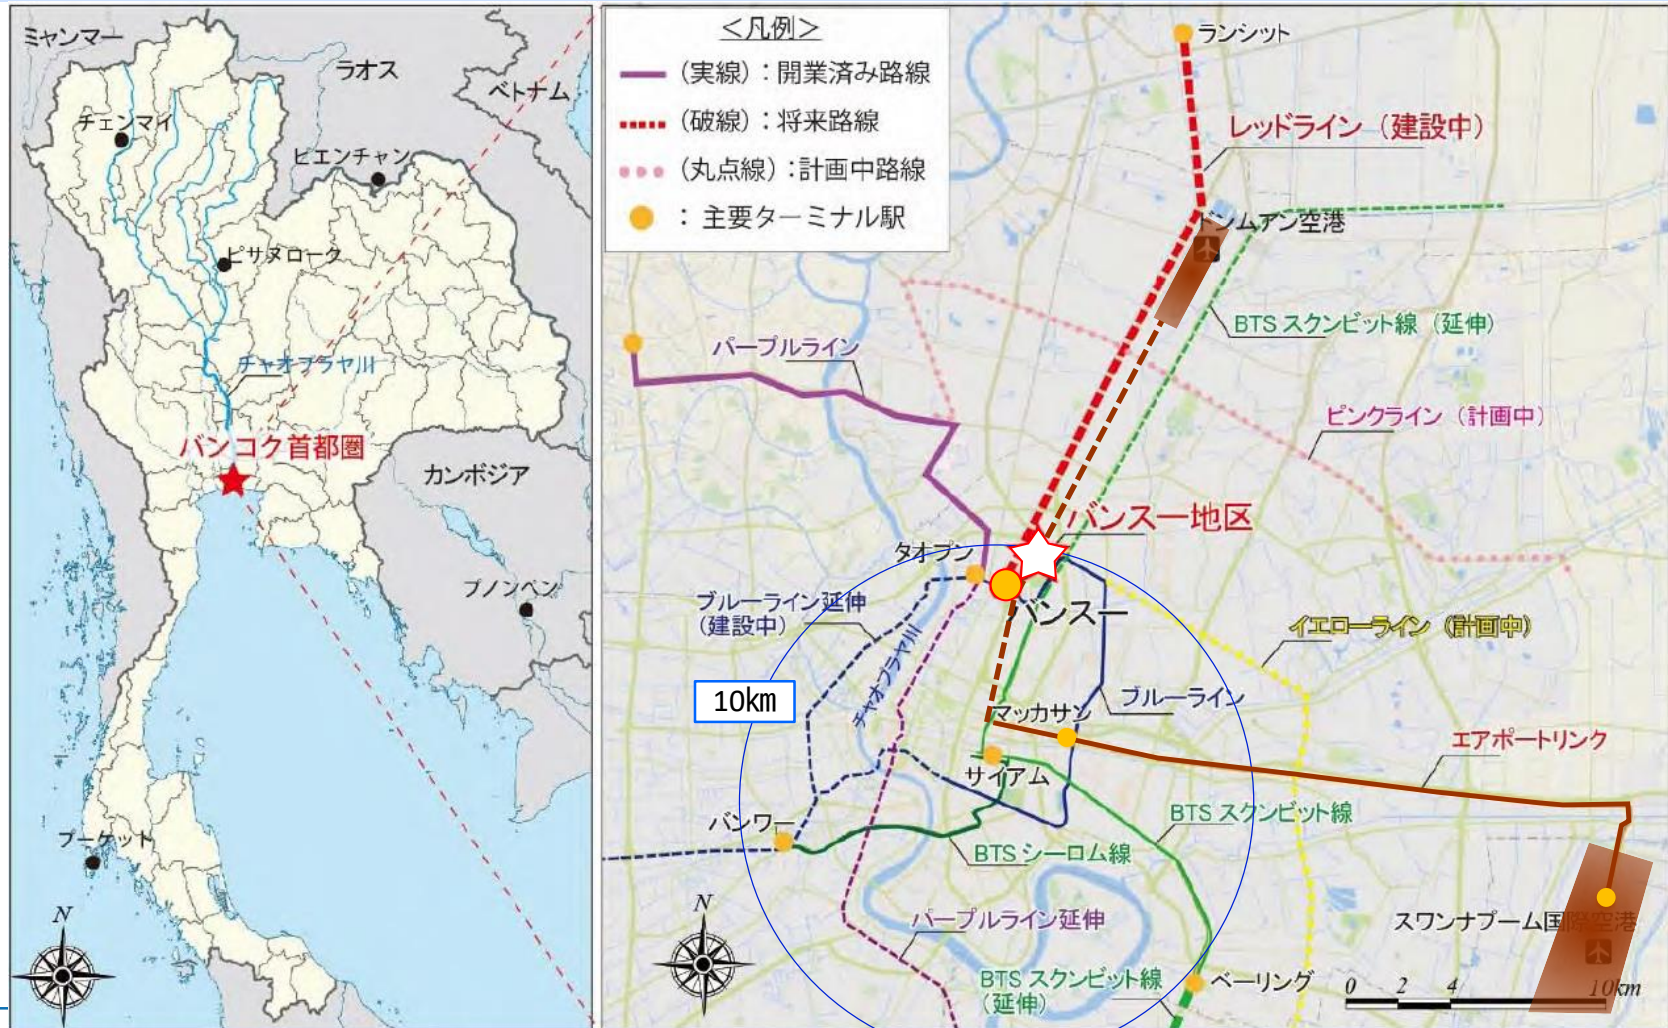 ミャンマー
ラオス
ベトナム
チェンマイ
ビエンチャン
ピサヌローク
チャオプラヤ川
バンコク首都圏
カンボジア
プノンペン
プーケット
N
＜凡例＞
（実線）：開業済み路線
（破線）：将来路線
（丸点線）：計画中路線
：主要ターミナル駅
ランシット
レッドライン（建設中）
ドンムアン空港
BTS スクンビット線（延伸）
パープルライン
ピンクライン（計画中）
バンスー地区
タオプン
バンスー
ブルーライン延伸
（建設中）
チャオプラヤ川
イエローライン（計画中）
10km
ブルーライン
マッカサン
エアポートリンク
サイアム
BTS スクンビット線
バンワー
BTS シーロム線
パープルライン延伸
スワンナプーム国際空港
N
BTS スクンビット線
（延伸）
ベーリング
0 2 4 10km